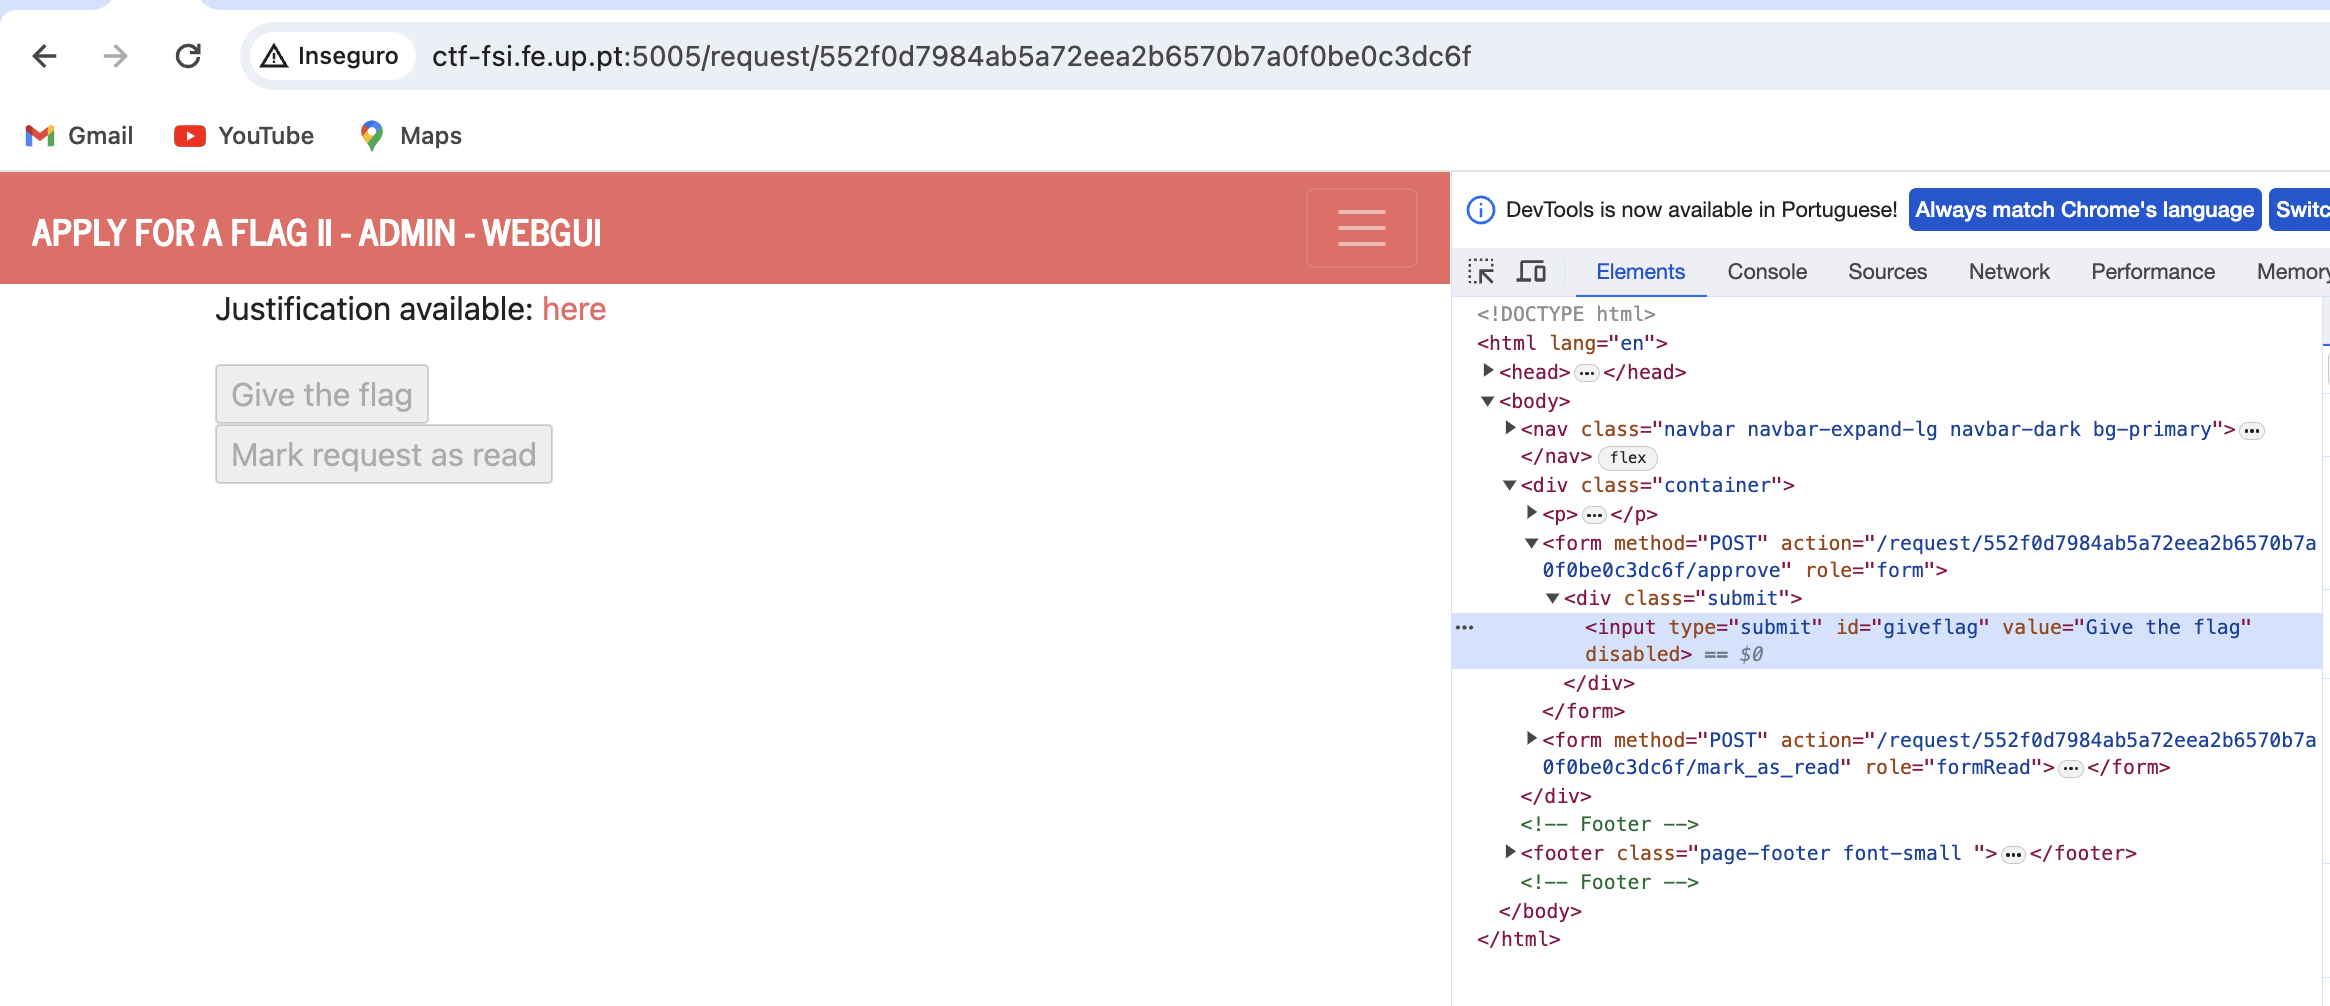 Inseguro ctf-fsi.fe.up.pt:5005/request/552f0d7984ab5a72eea2b6570b7a0f0be0c3dc6f
Gmail YouTube Maps
APPLY FOR A FLAG II - ADMIN - WEBGUI
Justification available: here
Give the flag
Mark request as read
DevTools is now available in Portuguese! Always match Chrome's language Switc
Elements Console Sources Network Performance Memory
<!DOCTYPE html>
<html lang="en">
<head> ... </head>
<body>
<nav class="navbar navbar-expand-lg navbar-dark bg-primary"> ...
</nav> flex
<div class="container">
<p> ... </p>
<form method="POST" action="/request/552f0d7984ab5a72eea2b6570b7a
0f0be0c3dc6f/approve" role="form">
<div class="submit">
... <input type="submit" id="giveflag" value="Give the flag"
disabled> == $0
</div>
</form>
<form method="POST" action="/request/552f0d7984ab5a72eea2b6570b7a
0f0be0c3dc6f/mark_as_read" role="formRead"> ... </form>
</div>
<!-- Footer -->
<footer class="page-footer font-small "> ... </footer>
<!-- Footer -->
</body>
</html>